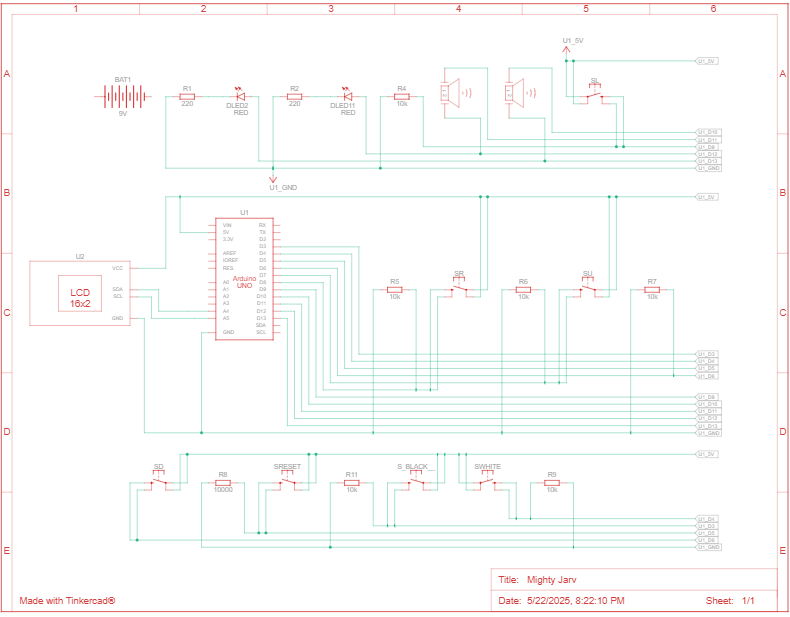 1 2 3 4 5 6
A
A
BAT1
9V
R1
220
DLED2
RED
R2
220
DLED11
RED
R4
10k
U1_5V
SL
U1_5V
U1_D10
U1_D11
U1_D9
U1_D12
U1_D13
U1_GND
U1_GND
B
B
U1_5V
U1
VIN
5V
3.3V
AREF
IOREF
RES
A0
A1
A2
A3
A4
A5
GND
Arduino
UNO
RX
TX
D2
D3
D4
D5
D6
D7
D8
D9
D10
D11
D12
D13
SDA
SCL
U2
LCD
16x2
VCC
SDA
SCL
GND
C
C
R5
10k
SR
R6
10k
SU
R7
10k
U1_D3
U1_D4
U1_D5
U1_D6
U1_D9
U1_D10
U1_D11
U1_D12
U1_D13
U1_GND
D
D
U1_5V
SD
R8
10000
SRESET
R11
10k
S_BLACK_
SWHITE
R9
10k
U1_D4
U1_D3
U1_D5
U1_D6
U1_GND
E
E
Title: Mighty Jarv
Made with Tinkercad®
Date: 5/22/2025, 8:22:10 PM Sheet: 1/1